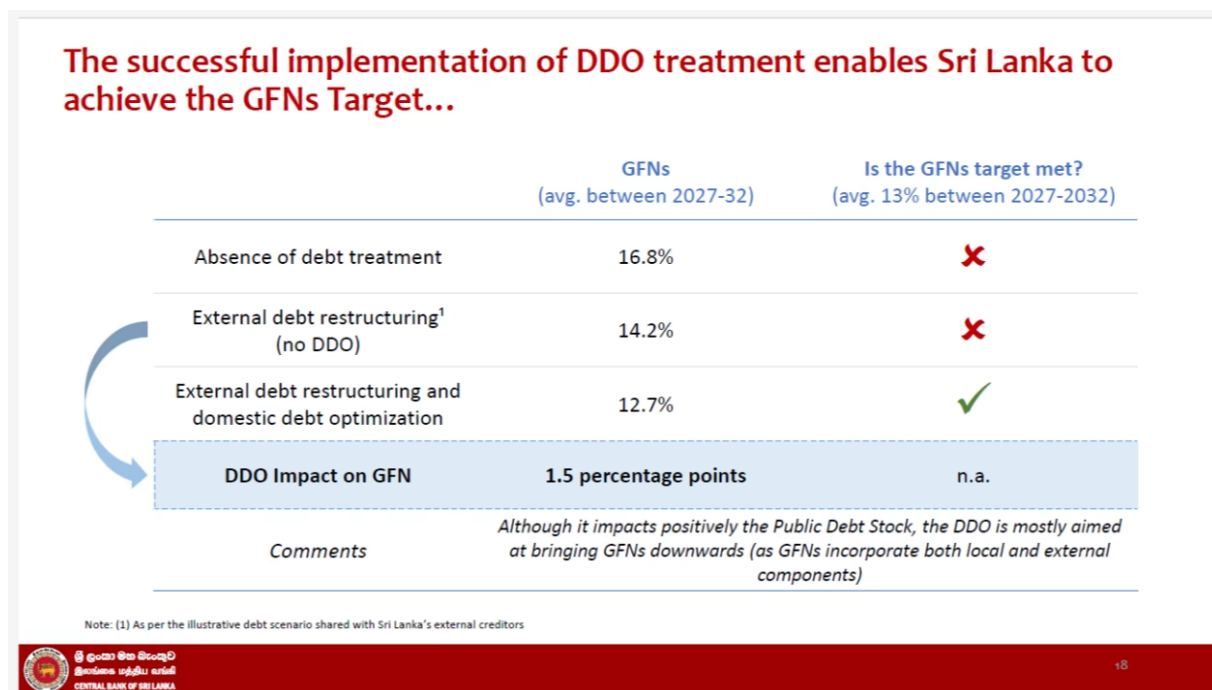 The successful implementation of DDO treatment enables Sri Lanka to
achieve the GFNs Target...
GFNs
(avg. between 2027-32)
Is the GFNs target met?
(avg. 13% between 2027-2032)
Absence of debt treatment
16.8%
✘
External debt restructuring¹
(no DDO)
14.2%
✘
External debt restructuring and
domestic debt optimization
12.7%
✓
DDO Impact on GFN
1.5 percentage points
n.a.
Comments
Although it impacts positively the Public Debt Stock, the DDO is mostly aimed
at bringing GFNs downwards (as GFNs incorporate both local and external
components)
Note: (1) As per the illustrative debt scenario shared with Sri Lanka's external creditors
ශ්‍රී ලංකා මහ බැංකුව
இலங்கை மத்திய வங்கி
CENTRAL BANK OF SRI LANKA
18